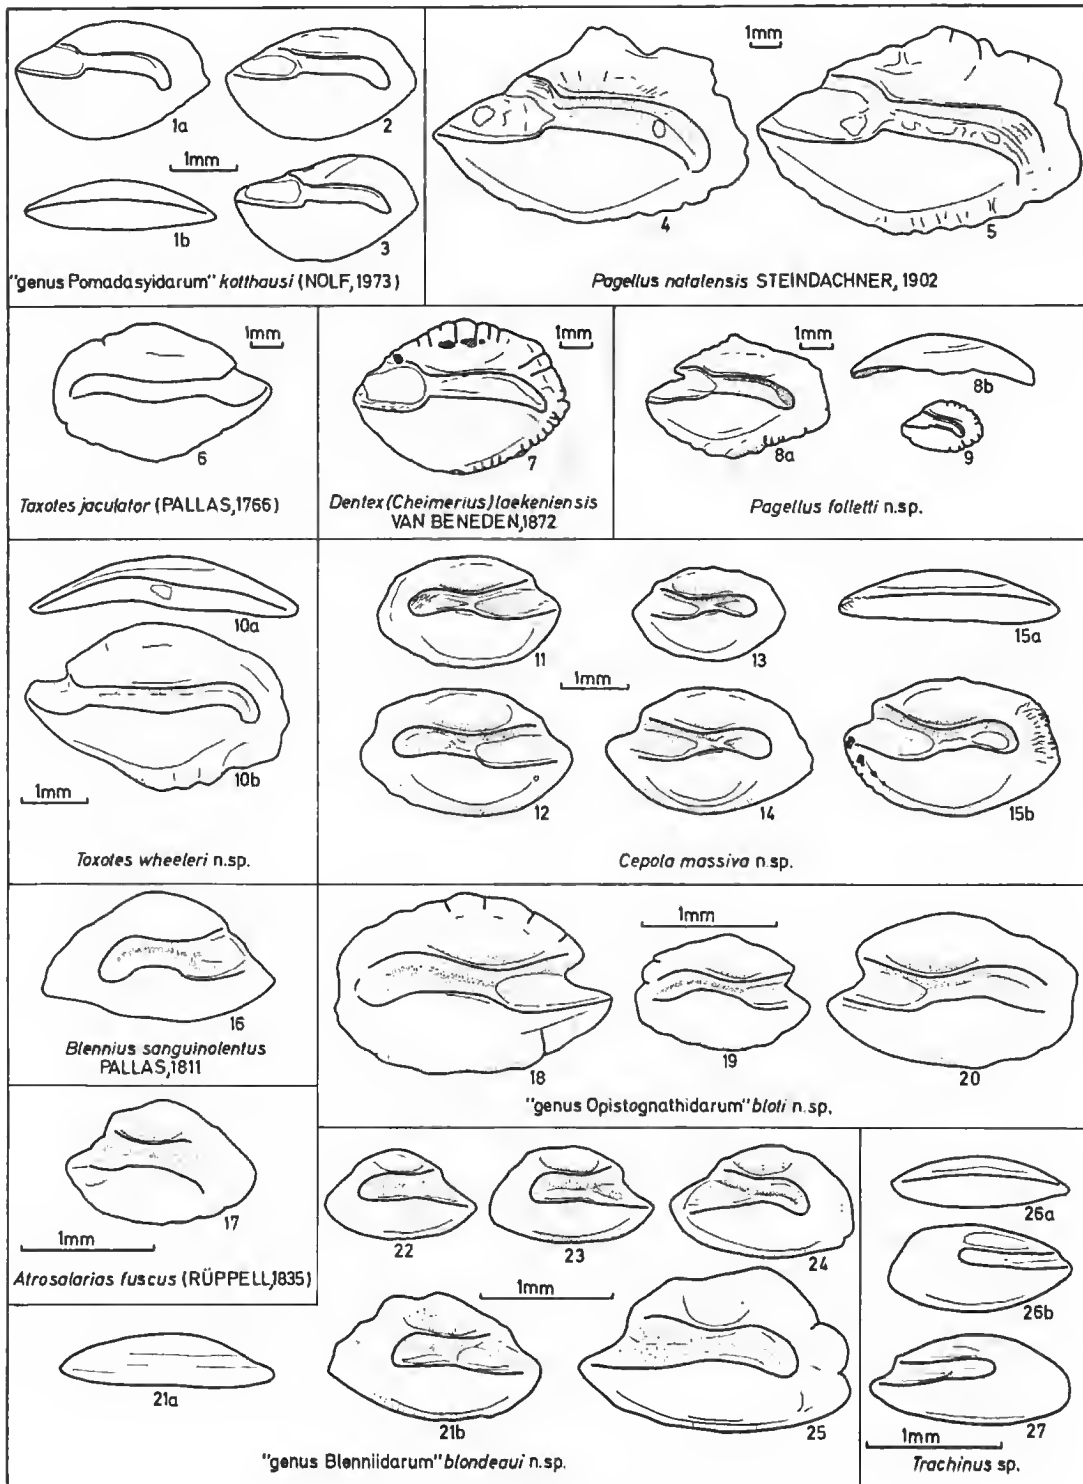 1a
2
1mm
1b
3
"genus Pomadasyidarum" kotthausi (NOLF, 1973)
1mm
4
5
Pagellus natalensis STEINDACHNER, 1902
1mm
6
Toxotes jaculator (PALLAS, 1766)
1mm
7
Dentex (Cheimerius) laekeniensis
VAN BENEDEN, 1872
1mm
8a
8b
9
Pagellus folletti n.sp.
10a
10b
1mm
Toxotes wheeleri n.sp.
11
13
15a
1mm
12
14
15b
Cepola massiva n.sp.
16
Blennius sanguinolentus
PALLAS, 1811
1mm
18
19
20
"genus Opistognathidarum" bloti n.sp.
17
1mm
Atrosalarias fuscus (RÜPPELL, 1835)
22
23
24
1mm
21a
21b
25
"genus Blenniidarum" blondeaui n.sp.
26a
26b
27
1mm
Trachinus sp.